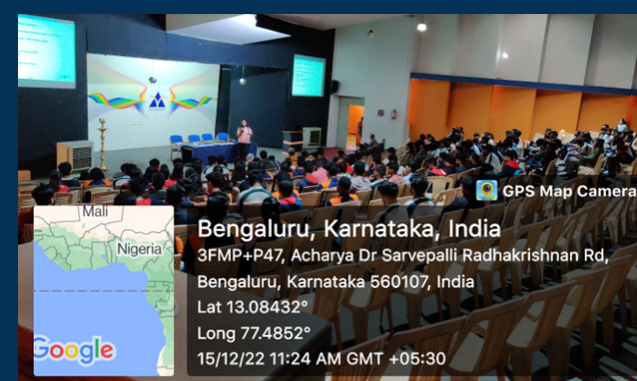 GPS Map Camera
Mali
Nigeria
Google
Bengaluru, Karnataka, India
3FMP+P47, Acharya Dr Sarvepalli Radhakrishnan Rd,
Bengaluru, Karnataka 560107, India
Lat 13.08432°
Long 77.4852°
15/12/22 11:24 AM GMT +05:30